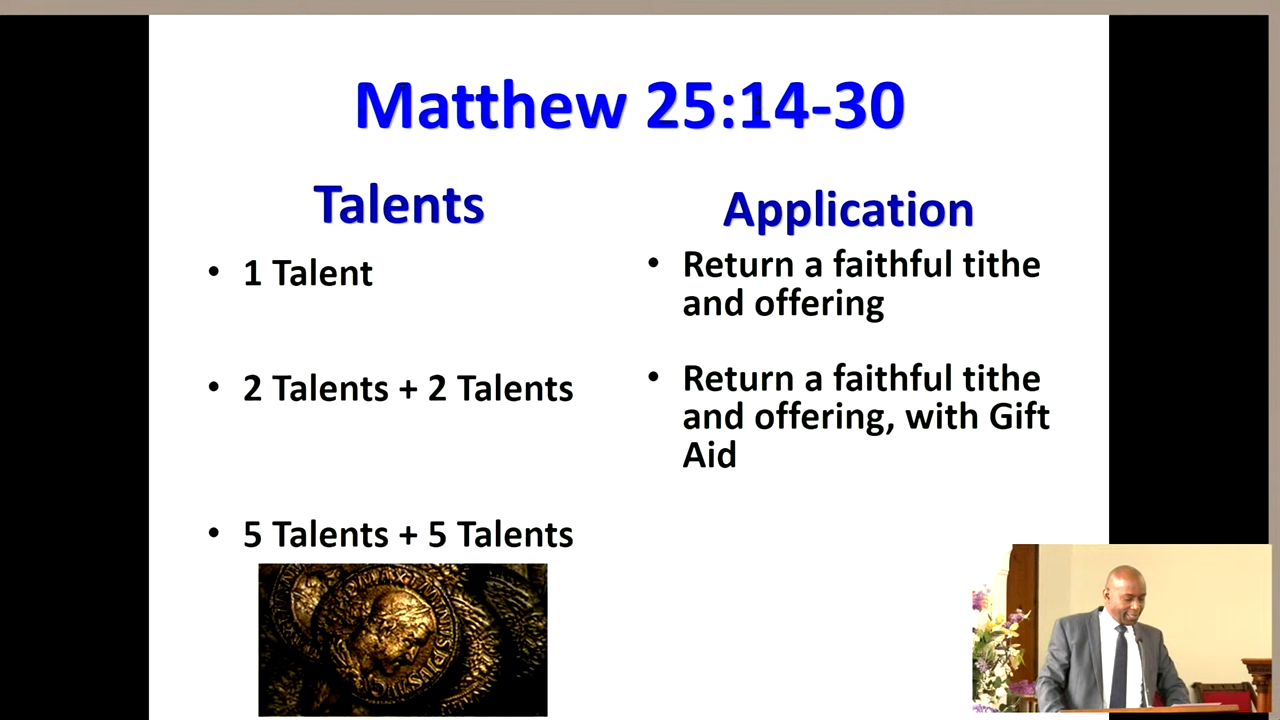 Matthew 25:14-30
Talents
• 1 Talent
• 2 Talents + 2 Talents
• 5 Talents + 5 Talents
Application
• Return a faithful tithe
and offering
• Return a faithful tithe
and offering, with Gift
Aid